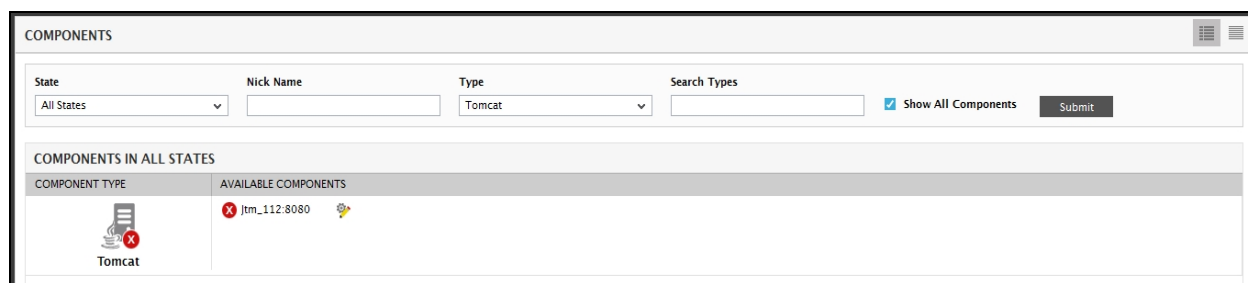 COMPONENTS
State Nick Name Type Search Types
All States Tomcat Show All Components Submit
COMPONENTS IN ALL STATES
COMPONENT TYPE AVAILABLE COMPONENTS
Jtm_112:8080
Tomcat